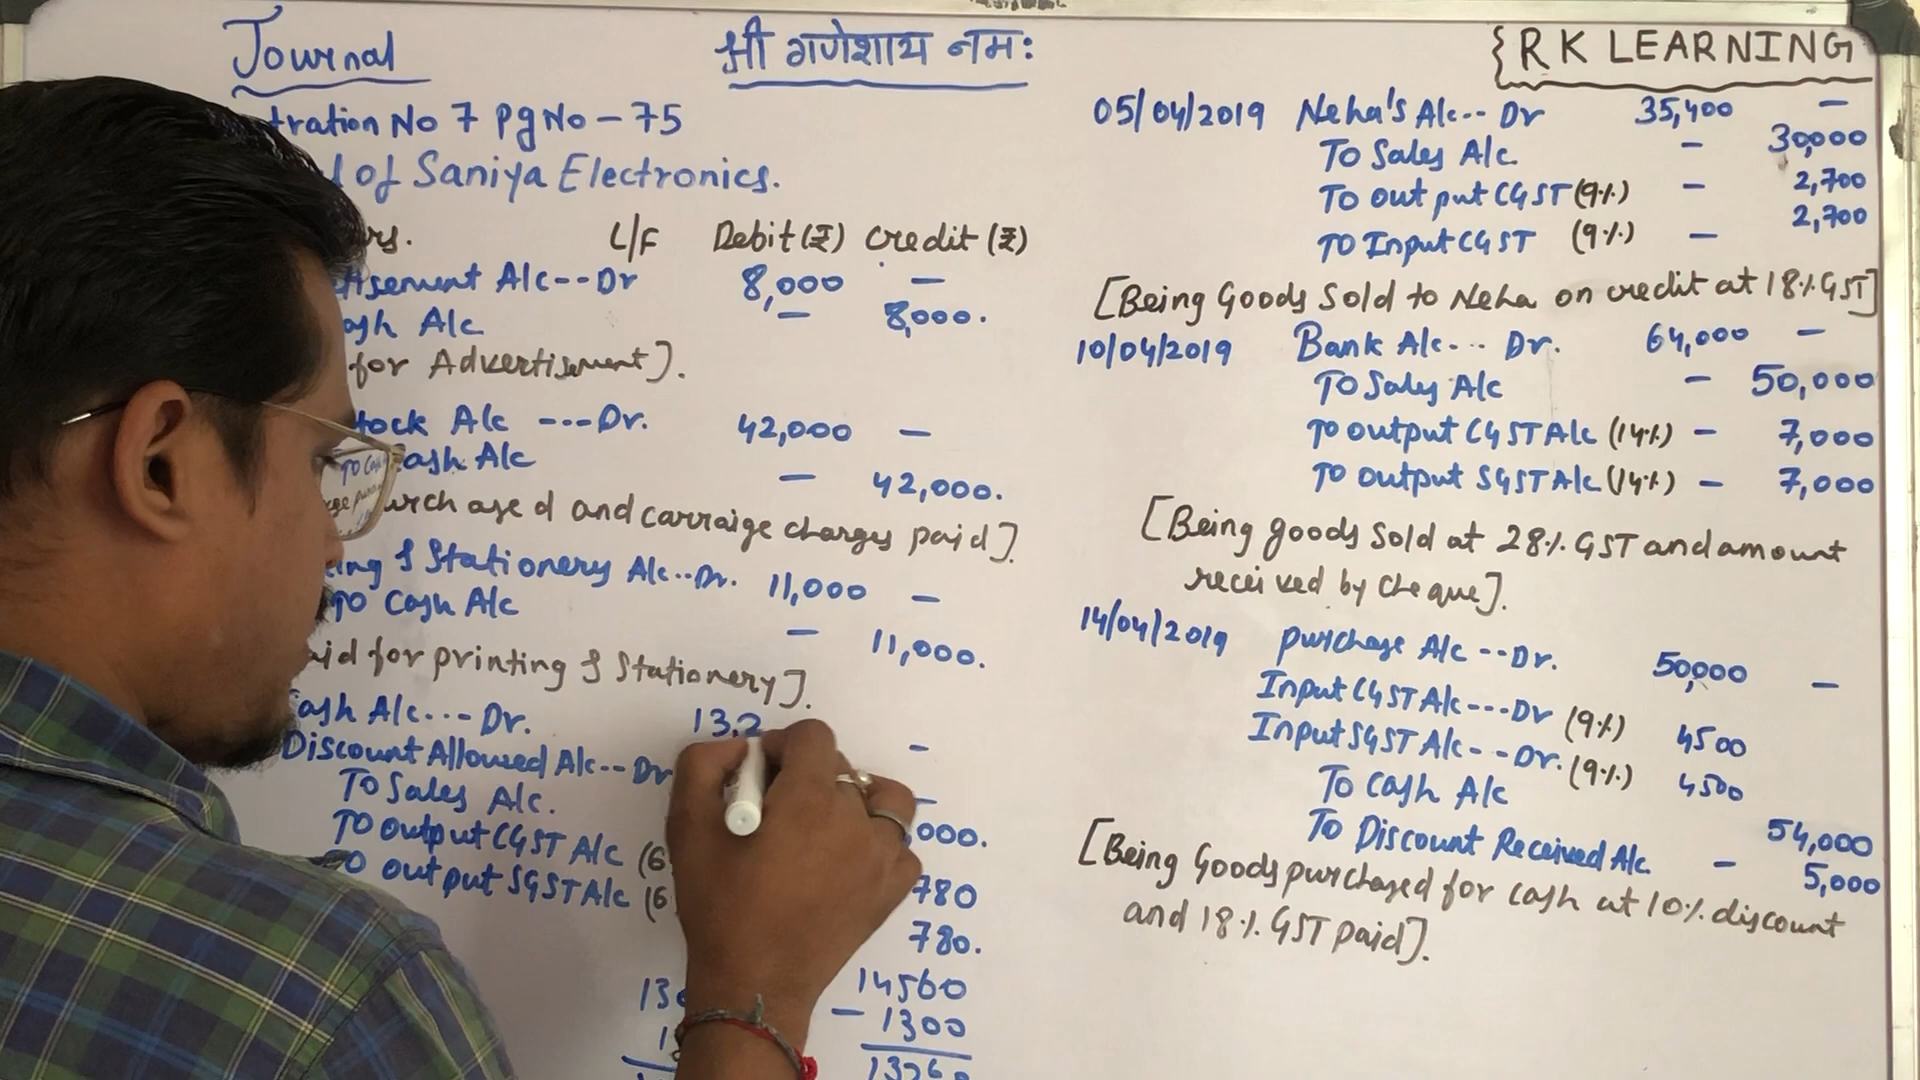 Journal
श्री गणेशाय नमः
{RK LEARNING
tration No 7 pg No - 75
of Saniya Electronics.
rs. L/F Debit (₹) Credit (₹)
tisement A/c -- Dr 8,000 -
ash A/c - 8,000.
for Advertisment].
tock A/c --- Dr. 42,000 -
ash A/c - 42,000.
urchased and carraige charges paid].
ing & Stationery A/c .. Dr. 11,000 -
To Cash A/c - 11,000.
aid for printing & Stationery].
Cash A/c... - Dr. 13,2 -
Discount Allowed A/c -- Dr -
To Sales A/c. ,000.
To output CGST A/c (6 780
To output SGST A/c (6 780.
14560
- 1300
13260
05/04/2019 Neha's A/c -- Dr 35,400 -
To Sales A/c - 30,000
To output CGST (9%) - 2,700
To Input CGST (9%) - 2,700
[Being Goods Sold to Neha on credit at 18% GST]
10/04/2019 Bank A/c - .. Dr. 64,000 -
To Sales A/c - 50,000
To output CGST A/c (14%) - 7,000
To output SGST A/c (14%) - 7,000
[Being goods Sold at 28% GST and amount
received by cheque].
14/04/2019 purchase A/c -- Dr. 50,000 -
Input CGST A/c --- Dr (9%) 4500
Input SGST A/c -- Dr. (9%) 4500
To Cash A/c 54,000
To Discount Received A/c - 5,000
[Being Goods purchased for cash at 10% discount
and 18% GST paid].